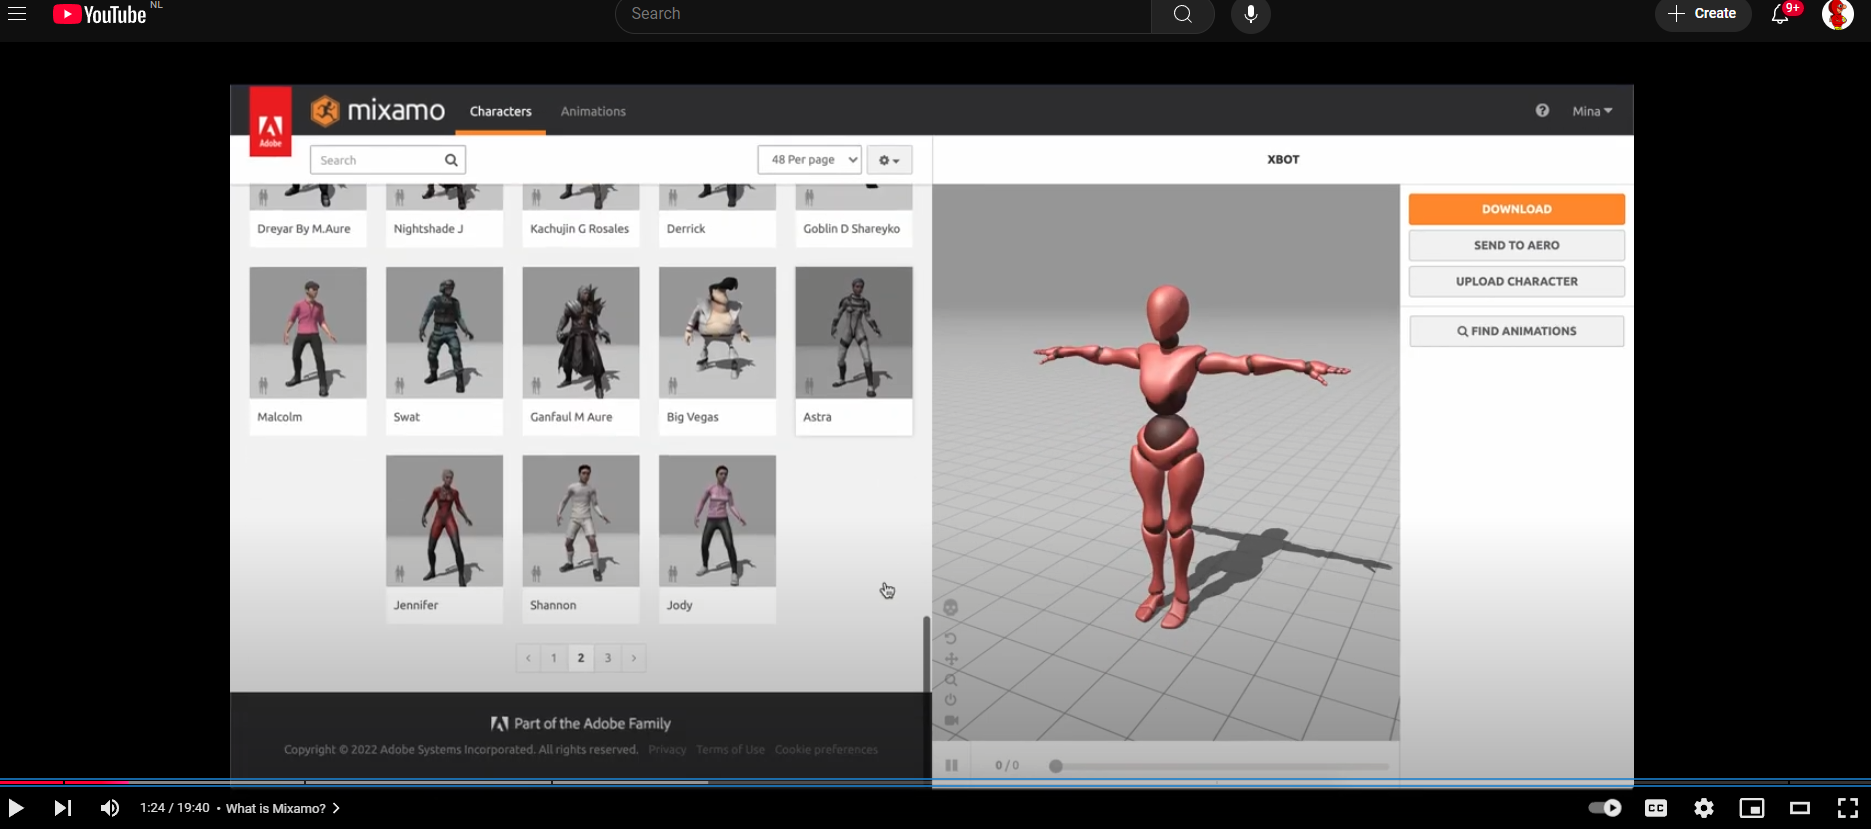 YouTube NL
Search
Create
9+
Adobe
mixamo
Characters
Animations
Mina
Search
48 Per page
XBOT
Dreyar By M.Aure
Nightshade J
Kachujin G Rosales
Derrick
Goblin D Shareyko
DOWNLOAD
SEND TO AERO
UPLOAD CHARACTER
FIND ANIMATIONS
Malcolm
Swat
Ganfaul M Aure
Big Vegas
Astra
Jennifer
Shannon
Jody
‹ 1 2 3 ›
Part of the Adobe Family
Copyright © 2022 Adobe Systems Incorporated. All rights reserved. Privacy Terms of Use Cookie preferences
0 / 0
1:24 / 19:40 • What is Mixamo? >
CC